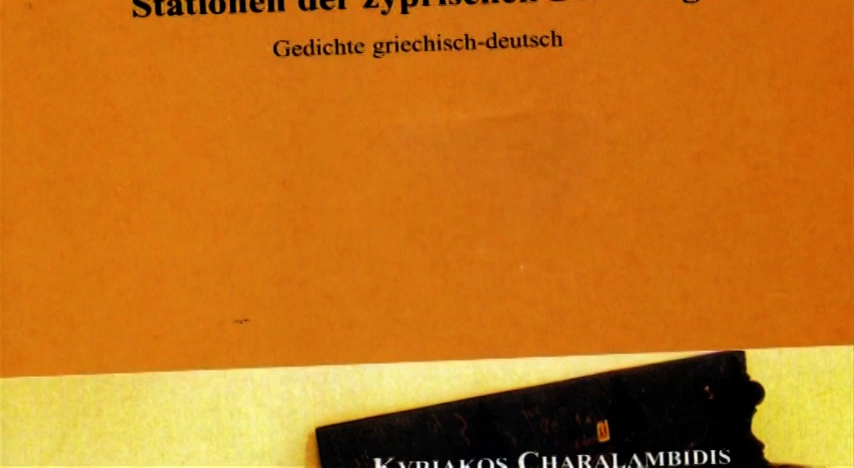 Stationen der zyprischen
Gedichte griechisch-deutsch
KYRIAKOS CHARALAMBIDIS